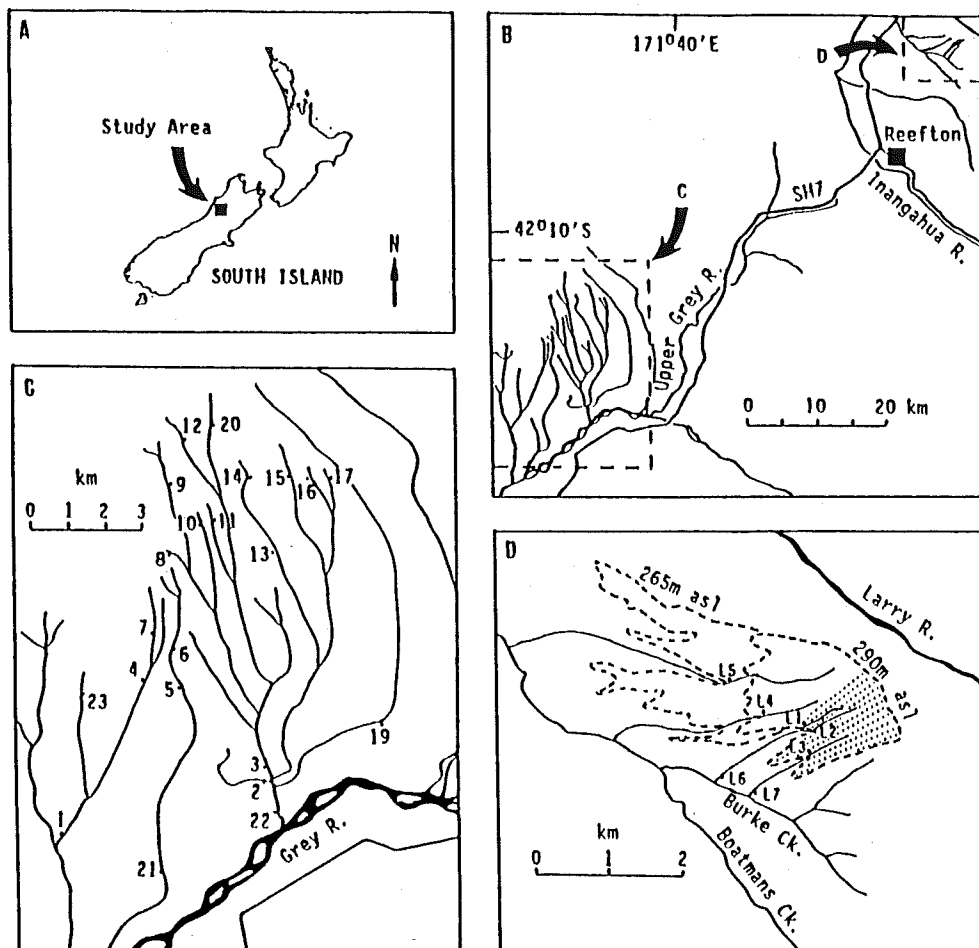 A
Study Area
N
SOUTH ISLAND
B
171°40'E
D
Reefton
SH7
Inangahua R.
C
42°10'S
Upper Grey R.
0 10 20 km
C
12 20
km
9
14 15 16 17
0 1 2 3
10 11
8
13
7
6
4
5
23
19
3
2
1
22
Grey R.
21
D
265m asl
Larry R.
290m asl
L5
L4
L1
L2
L3
L6
L7
Burke Ck.
km
Boatmans Ck.
0 1 2